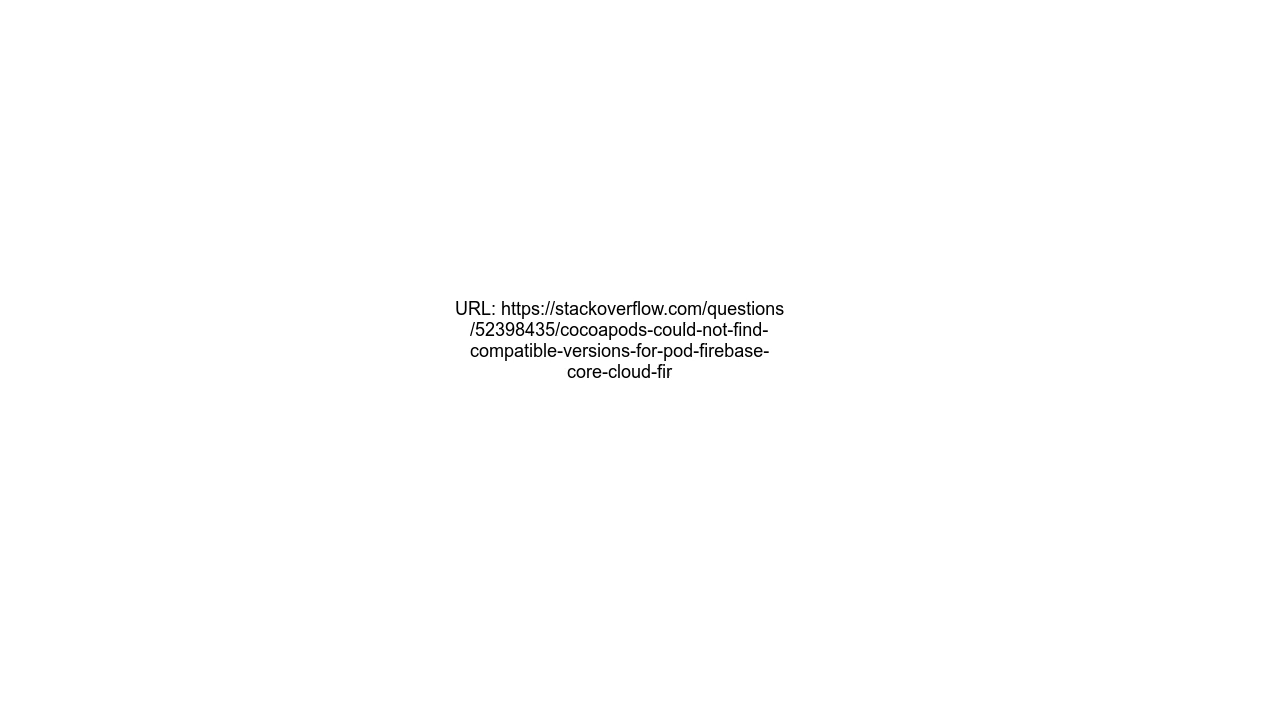 URL: https://stackoverflow.com/questions
/52398435/cocoapods-could-not-find-
compatible-versions-for-pod-firebase-
core-cloud-fir